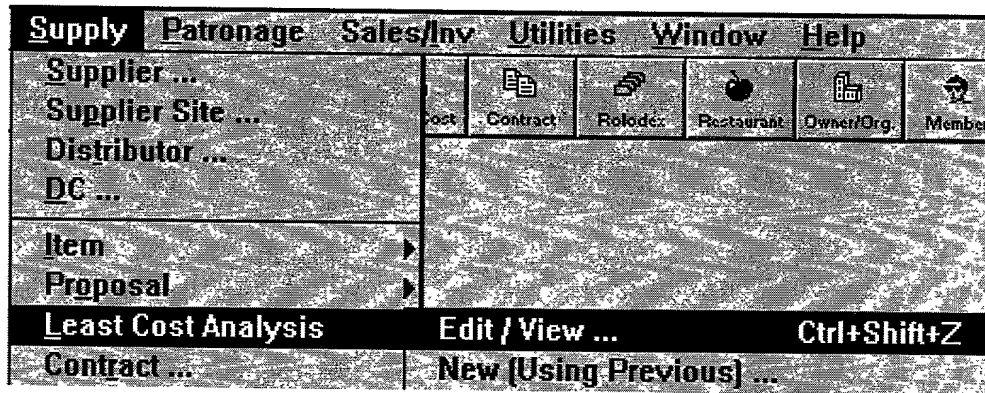 Supply Patronage Sales/Inv Utilities Window Help
Supplier ...
Supplier Site ...
Distributor ...
DC ...
Item
Proposal
Least Cost Analysis
Contract ...
ost Contract Rolodex Restaurant Owner/Org. Member
Edit / View ... Ctrl+Shift+Z
New (Using Previous) ...